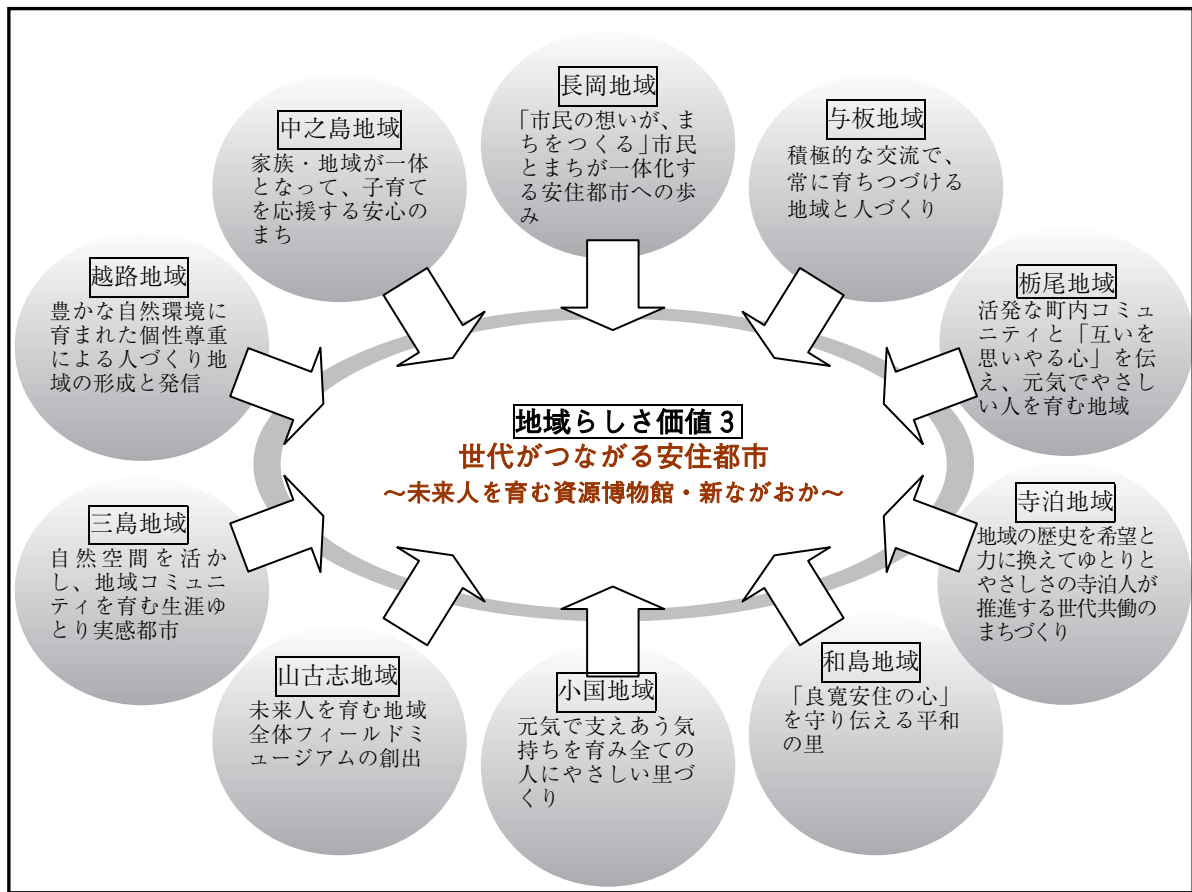 長岡地域
「市民の想いが、ま
ちをつくる」市民
とまちが一体化す
る安住都市への歩
み
中之島地域
家族・地域が一体
となって、子育て
を応援する安心の
まち
与板地域
積極的な交流で、
常に育ちつづける
地域と人づくり
越路地域
豊かな自然環境に
育まれた個性尊重
による人づくり地
域の形成と発信
栃尾地域
活発な町内コミュ
ニティと「互いを
思いやる心」を伝
え、元気でやさし
い人を育む地域
地域らしさ価値3
世代がつながる安住都市
～未来人を育む資源博物館・新ながおか～
三島地域
自然空間を活か
し、地域コミュニ
ティを育む生涯ゆ
とり実感都市
寺泊地域
地域の歴史を希望と
力に換えてゆとりと
やさしさの寺泊人が
推進する世代共働の
まちづくり
山古志地域
未来人を育む地域
全体フィールドミ
ュージアムの創出
小国地域
元気で支えあう気
持ちを育み全ての
人にやさしい里づ
くり
和島地域
「良寛安住の心」
を守り伝える平和
の里